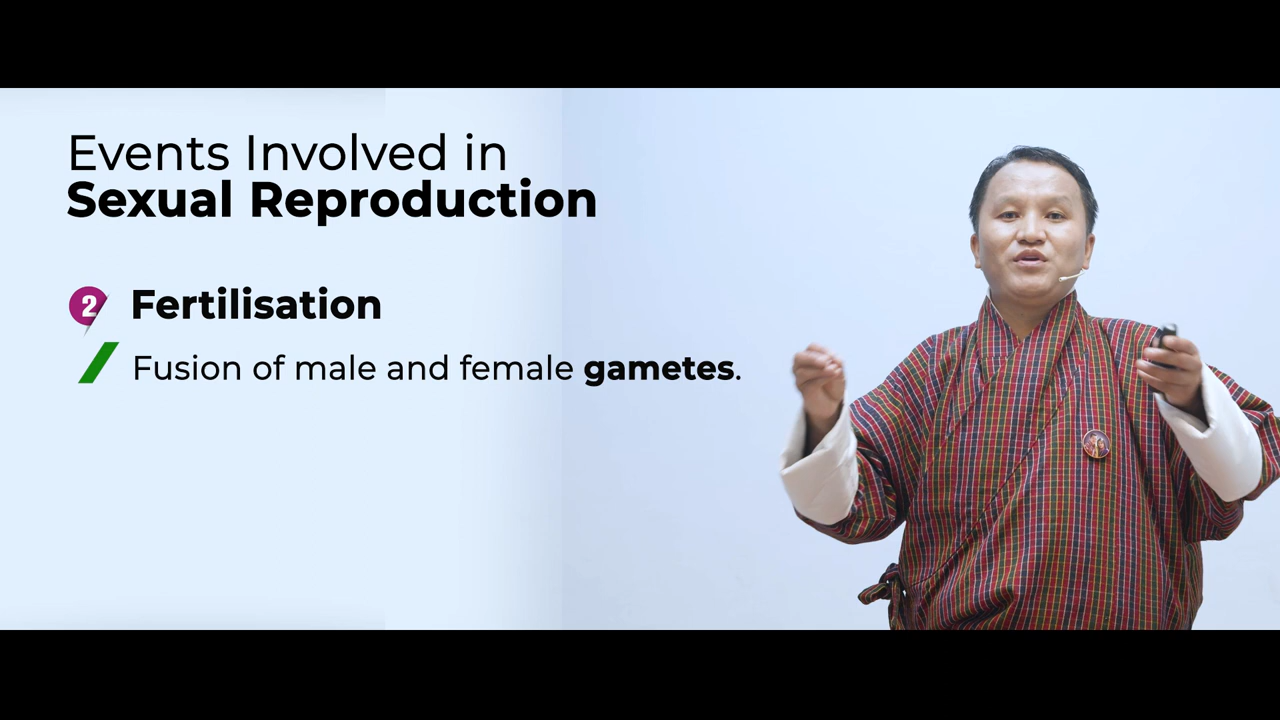 Events Involved in
Sexual Reproduction
2 Fertilisation
Fusion of male and female gametes.